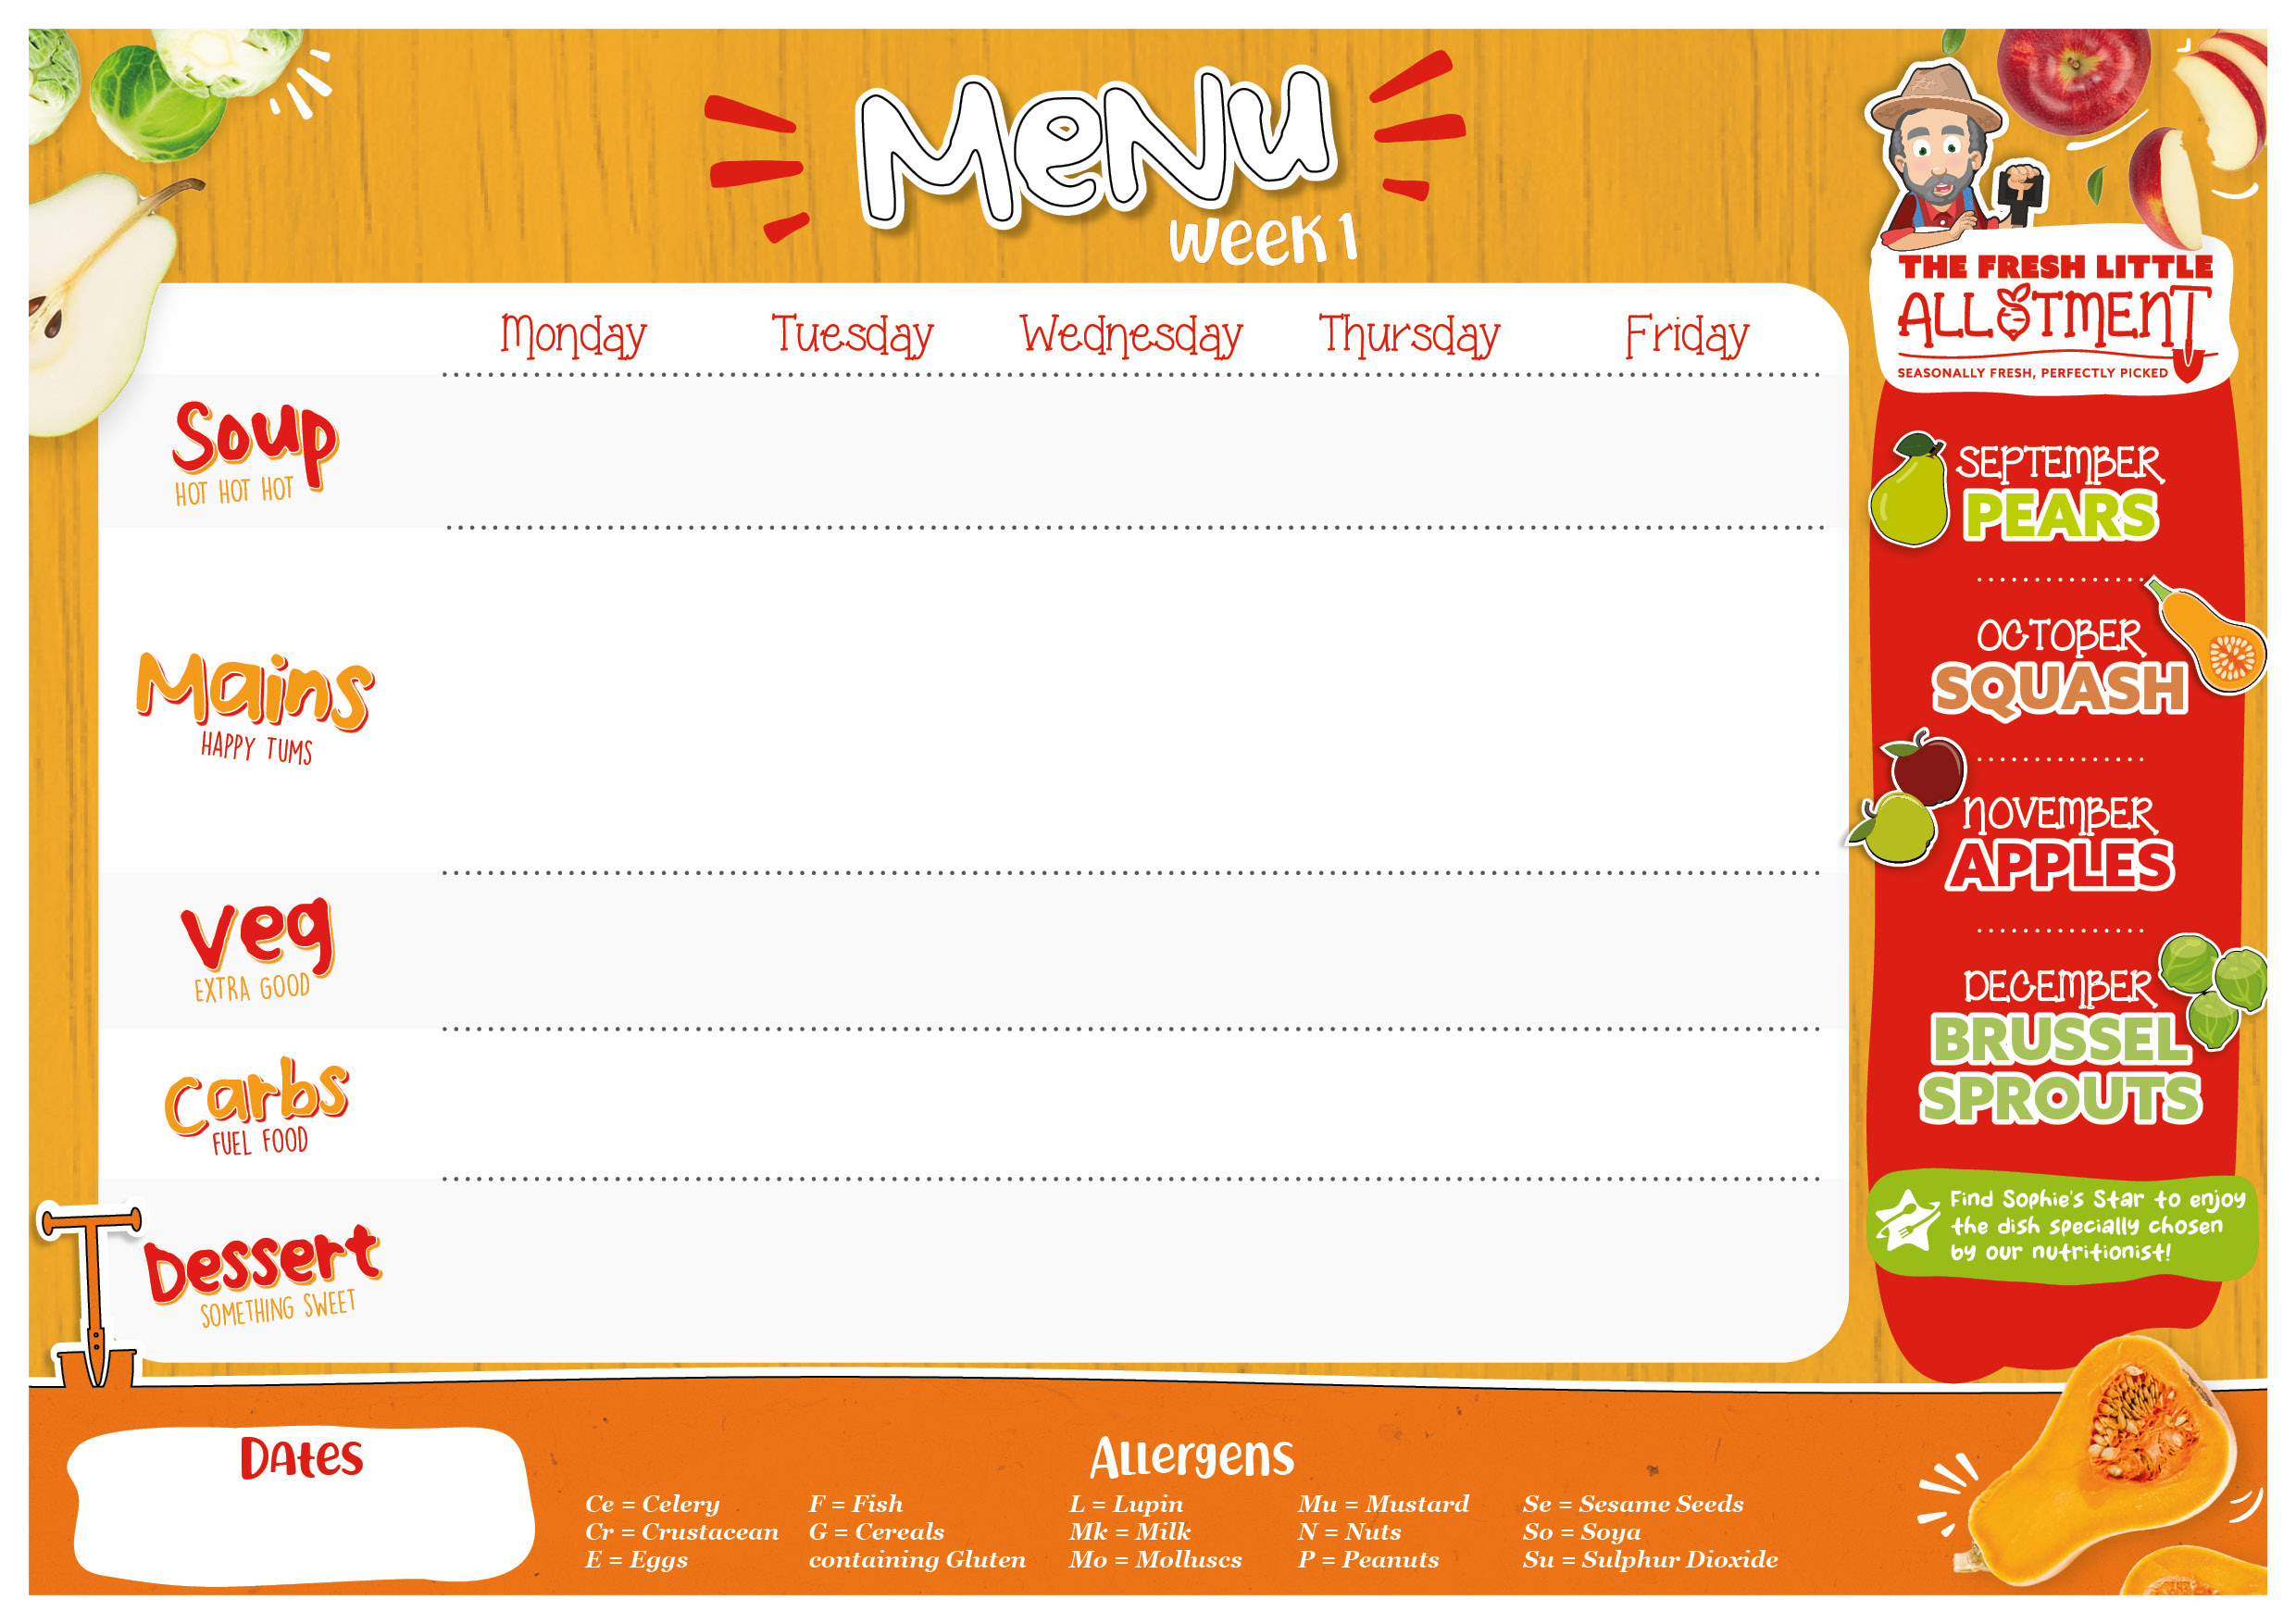 Menu
week 1
Monday Tuesday Wednesday Thursday Friday
Soup
HOT HOT HOT
Mains
HAPPY TUMS
Veg
EXTRA GOOD
Carbs
FUEL FOOD
Dessert
SOMETHING SWEET
THE FRESH LITTLE
ALLOTMENT
SEASONALLY FRESH, PERFECTLY PICKED
SEPTEMBER
PEARS
OCTOBER
SQUASH
NOVEMBER
APPLES
DECEMBER
BRUSSEL
SPROUTS
Find Sophie's Star to enjoy
the dish specially chosen
by our nutritionist!
Dates
Allergens
Ce = Celery
Cr = Crustacean
E = Eggs
F = Fish
G = Cereals
containing Gluten
L = Lupin
Mk = Milk
Mo = Molluscs
Mu = Mustard
N = Nuts
P = Peanuts
Se = Sesame Seeds
So = Soya
Su = Sulphur Dioxide